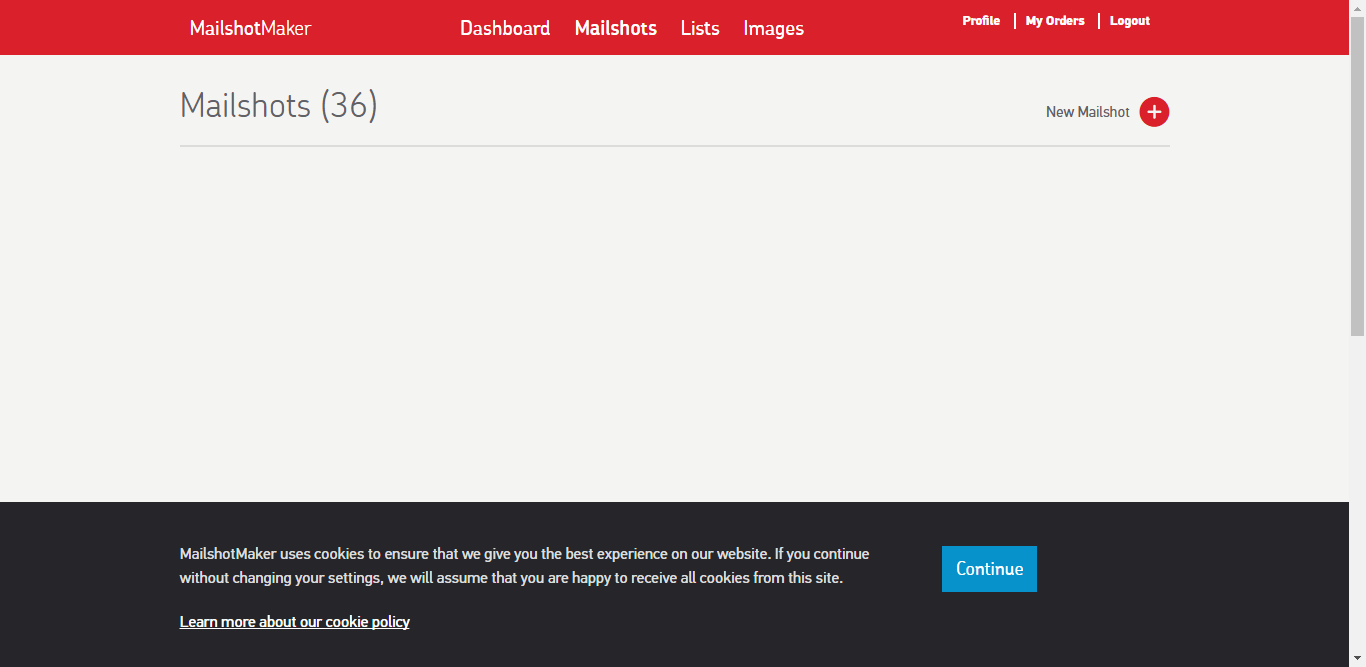 MailshotMaker
Dashboard Mailshots Lists Images
Profile My Orders Logout
Mailshots (36)
New Mailshot
MailshotMaker uses cookies to ensure that we give you the best experience on our website. If you continue
without changing your settings, we will assume that you are happy to receive all cookies from this site.
Continue
Learn more about our cookie policy